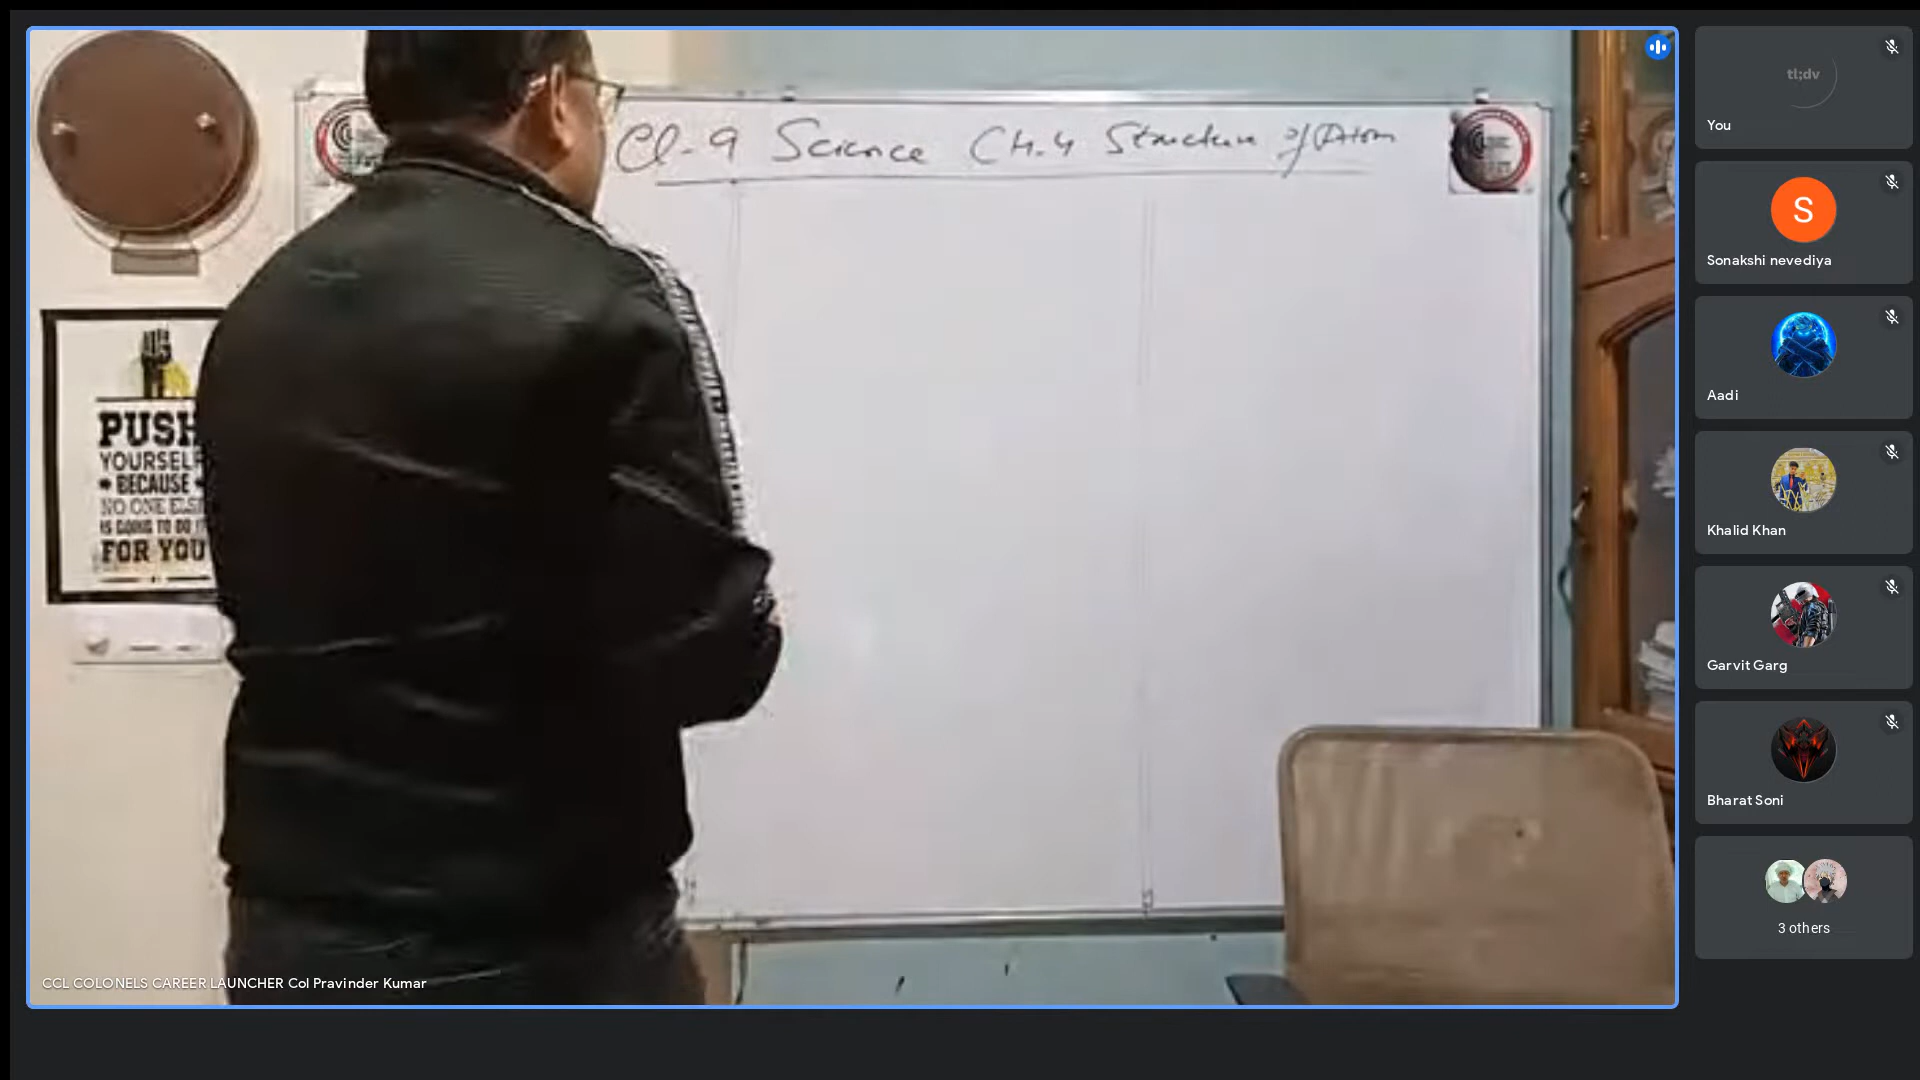 Cl-9 Science Ch.4 Structure of Atom
PUSH
YOURSELF
BECAUSE
NO ONE ELSE
IS GOING TO DO IT
FOR YOU
CCL COLONELS CAREER LAUNCHER Col Pravinder Kumar
tl;dv
You
S
Sonakshi nevediya
Aadi
Khalid Khan
Garvit Garg
Bharat Soni
3 others